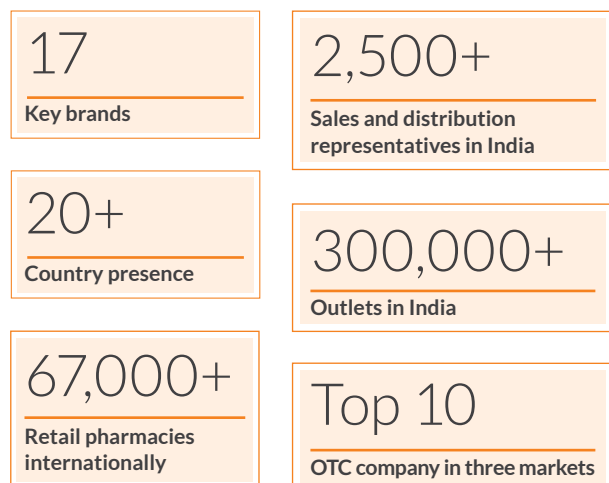 17
Key brands
20+
Country presence
67,000+
Retail pharmacies
internationally
2,500+
Sales and distribution
representatives in India
300,000+
Outlets in India
Top 10
OTC company in three markets